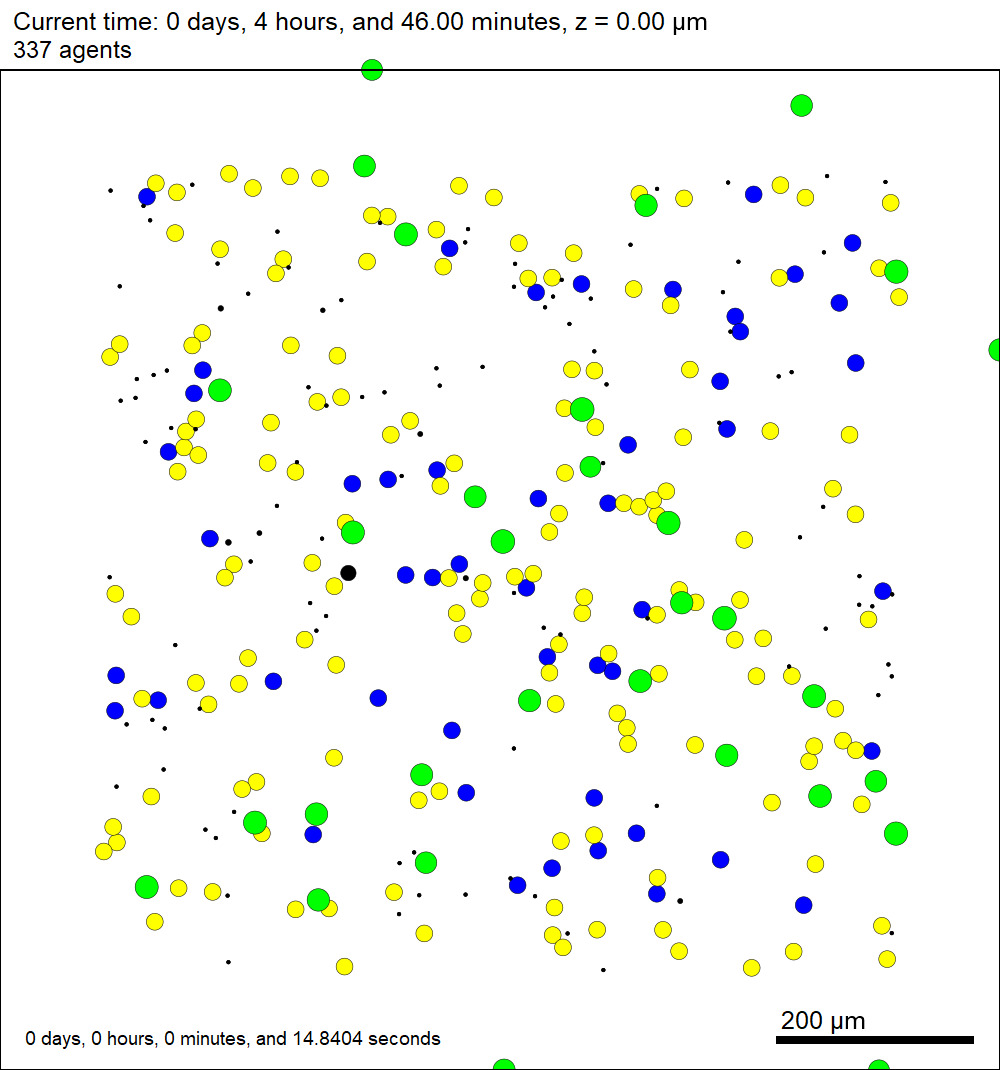 Current time: 0 days, 4 hours, and 46.00 minutes, z = 0.00 μm
337 agents
200 μm
0 days, 0 hours, 0 minutes, and 14.8404 seconds